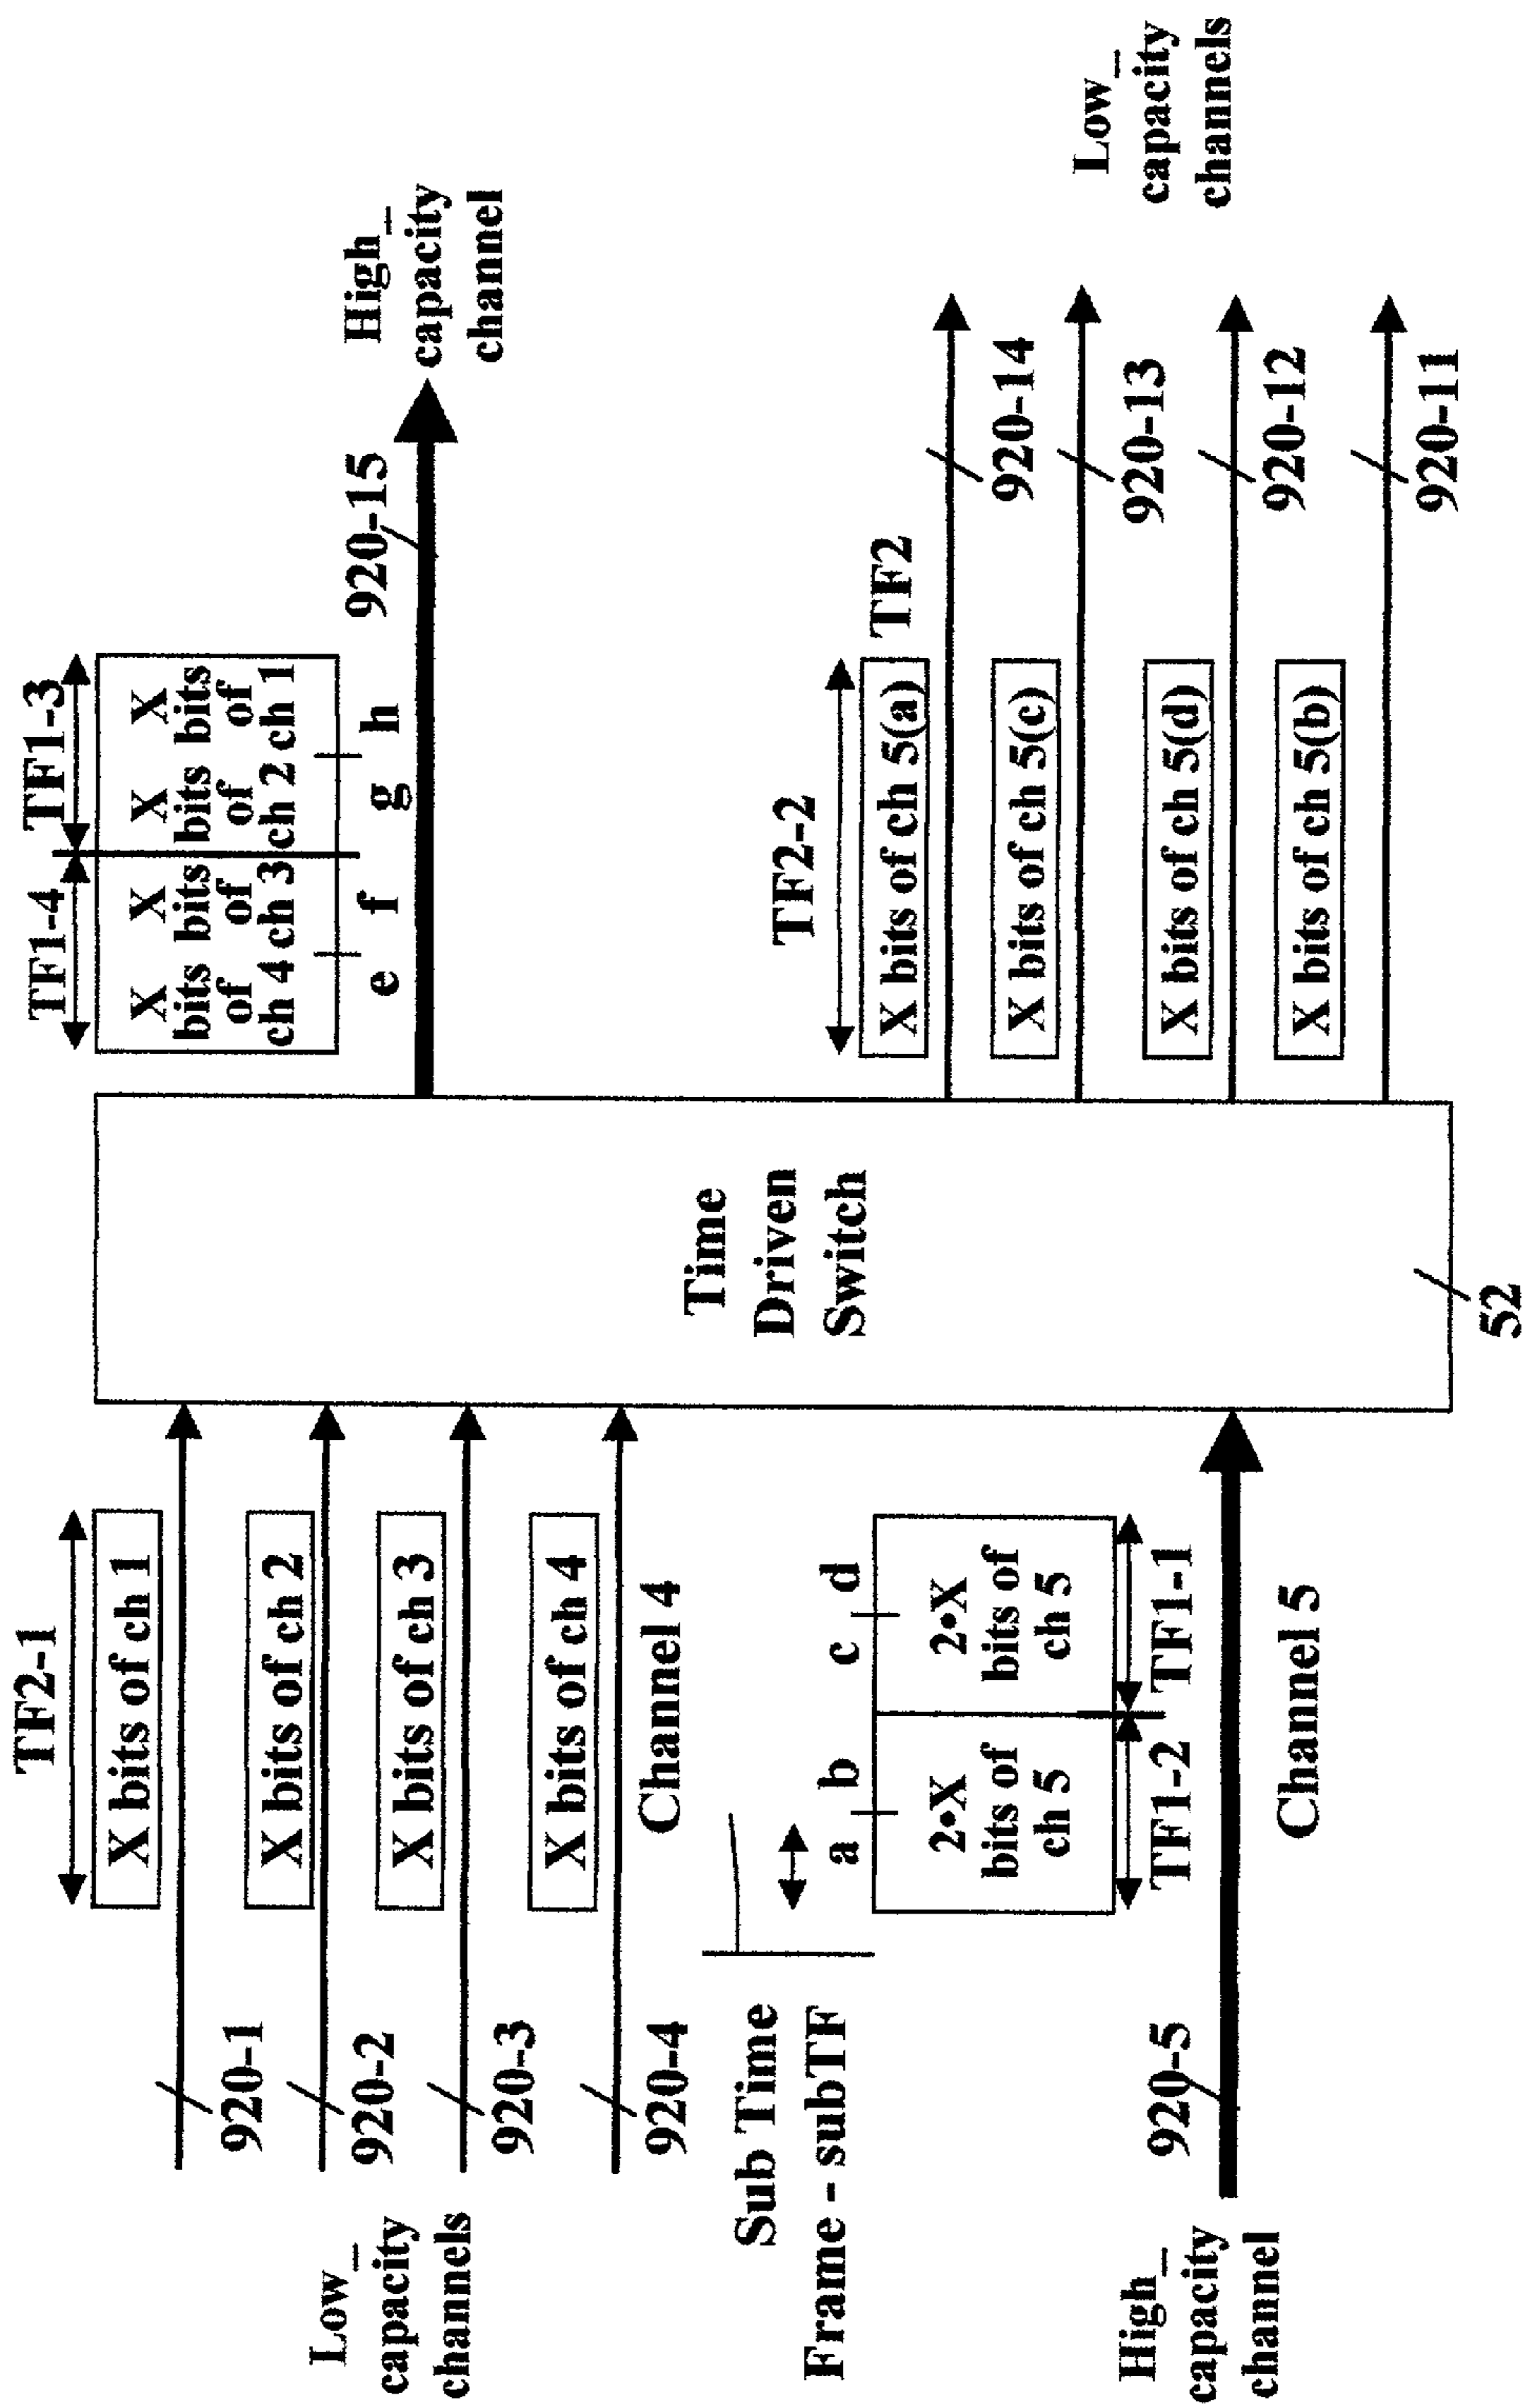 TF2-1
X bits of ch 1
920-1
X bits of ch 2
920-2
X bits of ch 3
920-3
X bits of ch 4
920-4
Channel 4
Low_
capacity
channels
Sub Time
Frame - subTF
a b c d
2•X
bits of
ch 5
2•X
bits of
ch 5
TF1-2
TF1-1
920-5
Channel 5
High_
capacity
channel
Time
Driven
Switch
52
TF1-4
TF1-3
X X X X
bits bits bits bits
of of of of
ch 4 ch 3 ch 2 ch 1
e f g h
920-15
High_
capacity
channel
TF2-2
TF2
X bits of ch 5(a)
920-14
X bits of ch 5(c)
920-13
X bits of ch 5(d)
920-12
X bits of ch 5(b)
920-11
Low_
capacity
channels